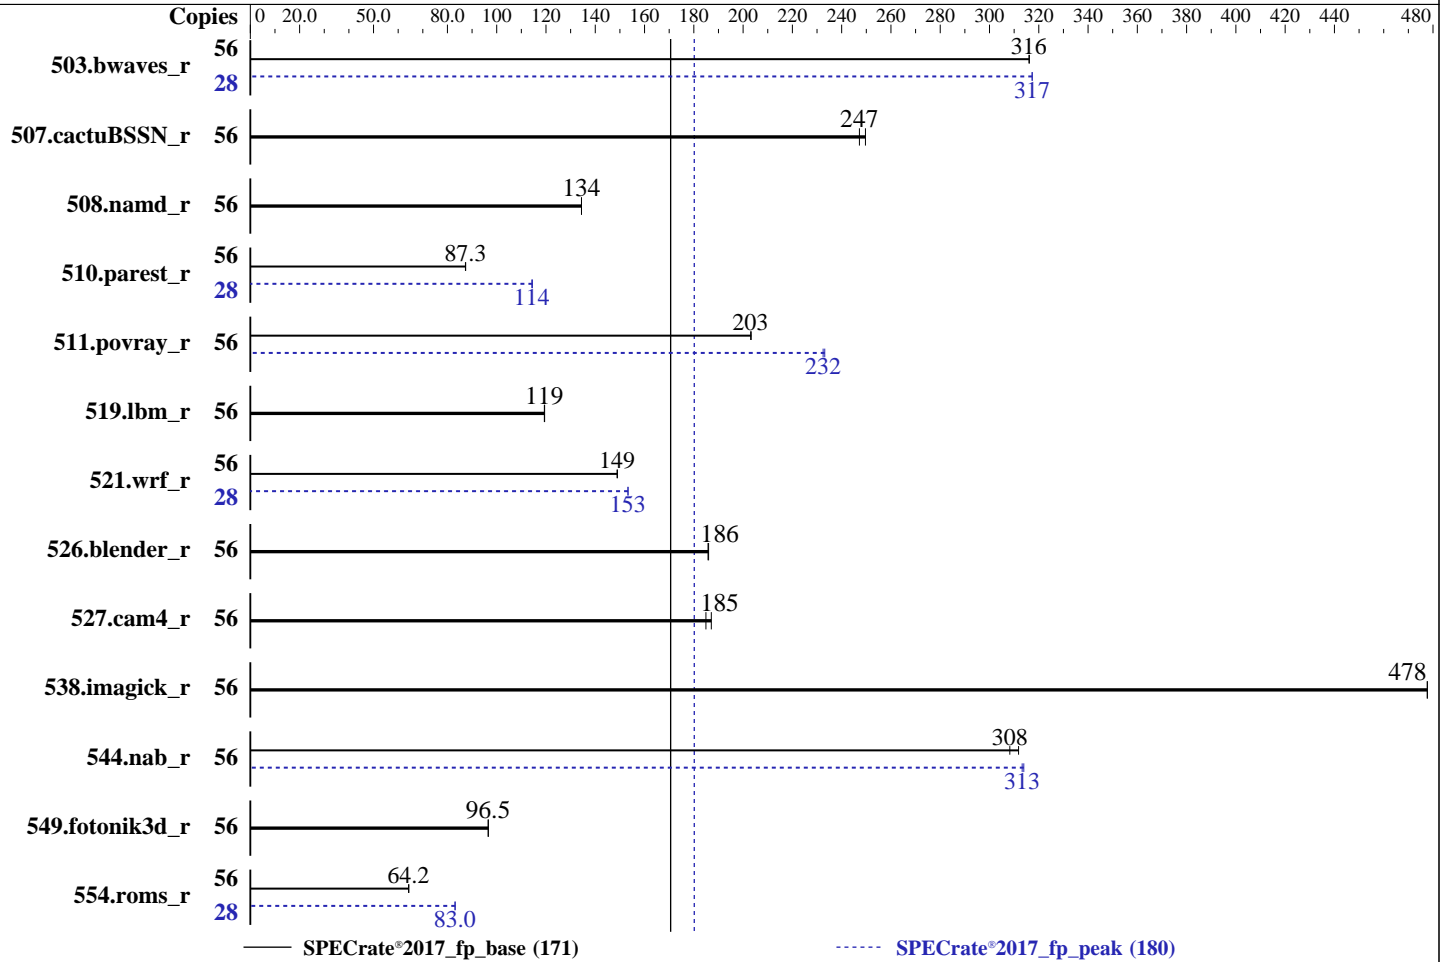 Copies 0 20.0 50.0 80.0 100 120 140 160 180 200 220 240 260 280 300 320 340 360 380 400 420 440 480
503.bwaves_r 56 316
28 317
507.cactuBSSN_r 56 247
508.namd_r 56 134
510.parest_r 56 87.3
28 114
511.povray_r 56 203
232
519.lbm_r 56 119
521.wrf_r 56 149
28 153
526.blender_r 56 186
527.cam4_r 56 185
538.imagick_r 56 478
544.nab_r 56 308
313
549.fotonik3d_r 56 96.5
554.roms_r 56 64.2
28 83.0
SPECrate®2017_fp_base (171) SPECrate®2017_fp_peak (180)